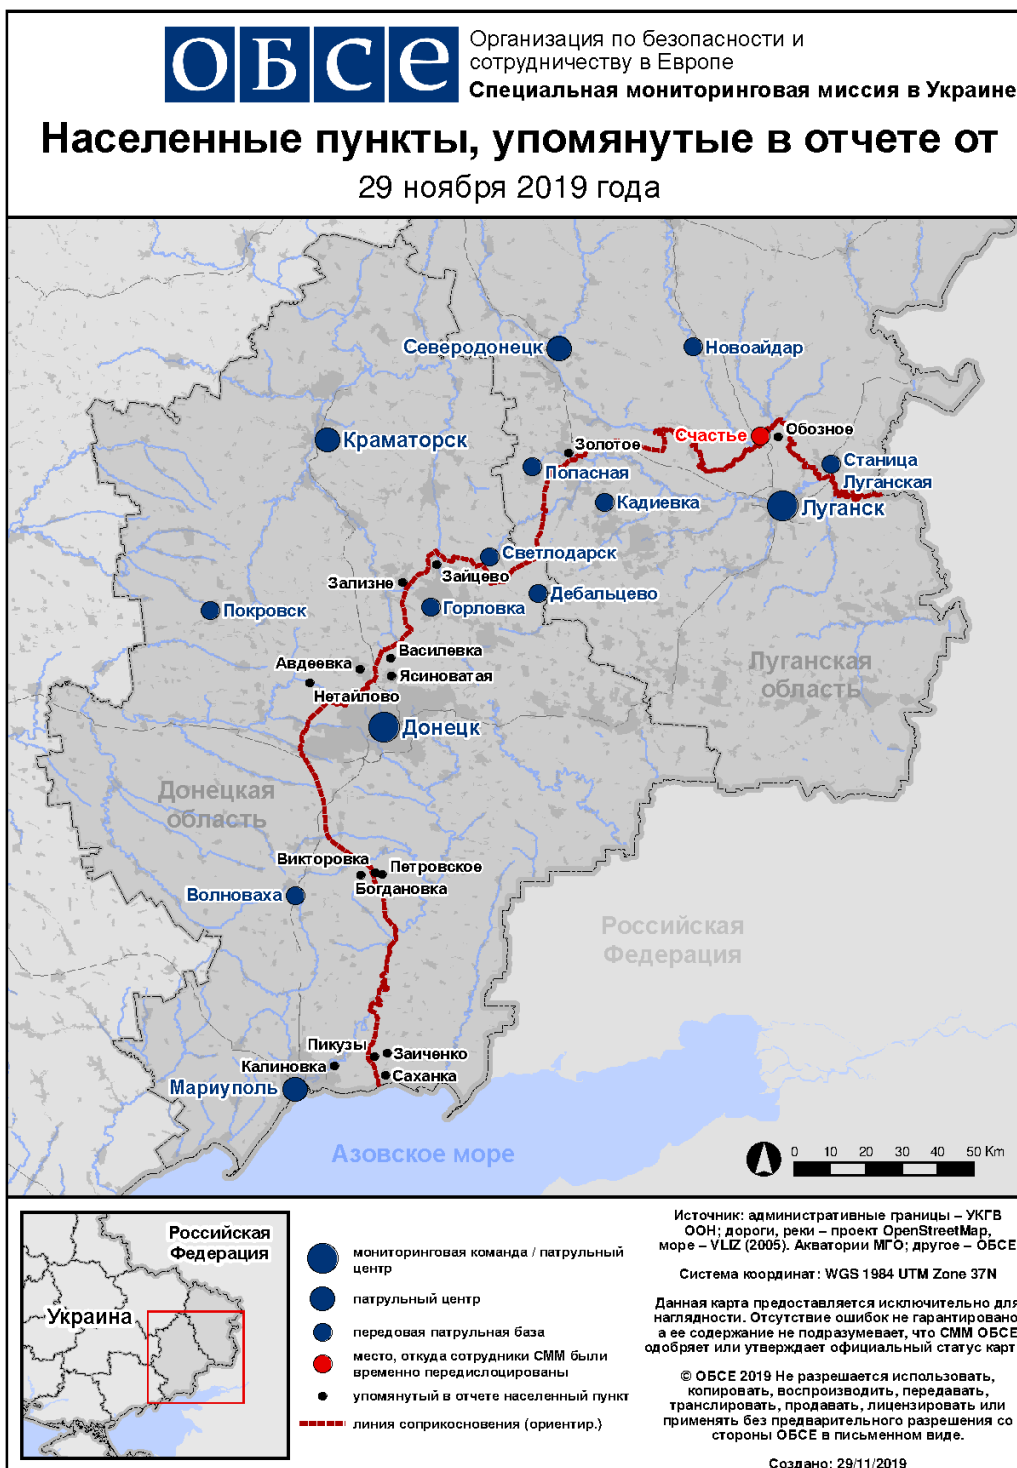 ОБСЕ
Организация по безопасности и
сотрудничеству в Европе
Специальная мониторинговая миссия в Украине
Населенные пункты, упомянутые в отчете от
29 ноября 2019 года
Северодонецк
Новоайдар
Краматорск
Золотое
Счастье
Обозное
Попасная
Станица
Луганская
Кадиевка
Луганск
Светлодарск
Зайцево
Зализне
Дебальцево
Покровск
Горловка
Василевка
Авдеевка
Ясиноватая
Нетайлово
Луганская
область
Донецк
Донецкая
область
Викторовка
Петровское
Богдановка
Волноваха
Российская
Федерация
Пикузы
Заиченко
Калиновка
Саханка
Мариуполь
Азовское море
0 10 20 30 40 50 Km
Российская
Федерация
Украина
мониторинговая команда / патрульный
центр
патрульный центр
передовая патрульная база
место, откуда сотрудники СММ были
временно передислоцированы
упомянутый в отчете населенный пункт
линия соприкосновения (ориентир.)
Источник: административные границы – УКГВ
ООН; дороги, реки – проект OpenStreetMap,
море – VLIZ (2005). Акватории МГО; другое – ОБСЕ
Система координат: WGS 1984 UTM Zone 37N
Данная карта предоставляется исключительно для
наглядности. Отсутствие ошибок не гарантировано,
а ее содержание не подразумевает, что СММ ОБСЕ
одобряет или утверждает официальный статус карт
© ОБСЕ 2019 Не разрешается использовать,
копировать, воспроизводить, передавать,
транслировать, продавать, лицензировать или
применять без предварительного разрешения со
стороны ОБСЕ в письменном виде.
Создано: 29/11/2019